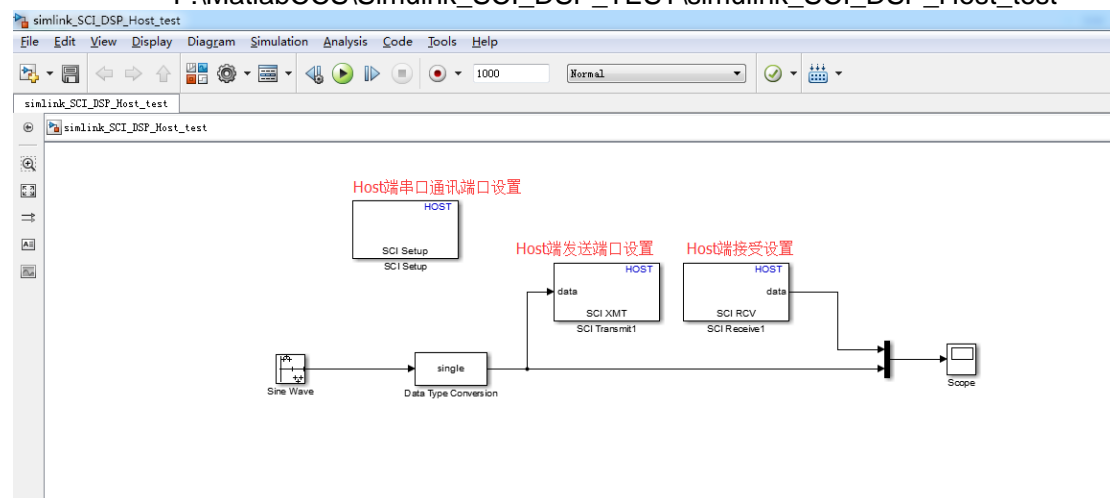 F:\MatlabCCS\Simdlink_SCI_DSP_TEST\simdlink_SCI_DSP_Host_test
simlink_SCI_DSP_Host_test
File Edit View Display Diagram Simulation Analysis Code Tools Help
1000 Normal
simlink_SCI_DSP_Host_test
simlink_SCI_DSP_Host_test
Host端串口通讯端口设置
HOST
SCI Setup
SCI Setup
Host端发送端口设置 Host端接受设置
HOST HOST
data data
SCI XMT SCI RCV
SCI Transmit1 SCI Receive1
single
Sine Wave Data Type Conversion Scope